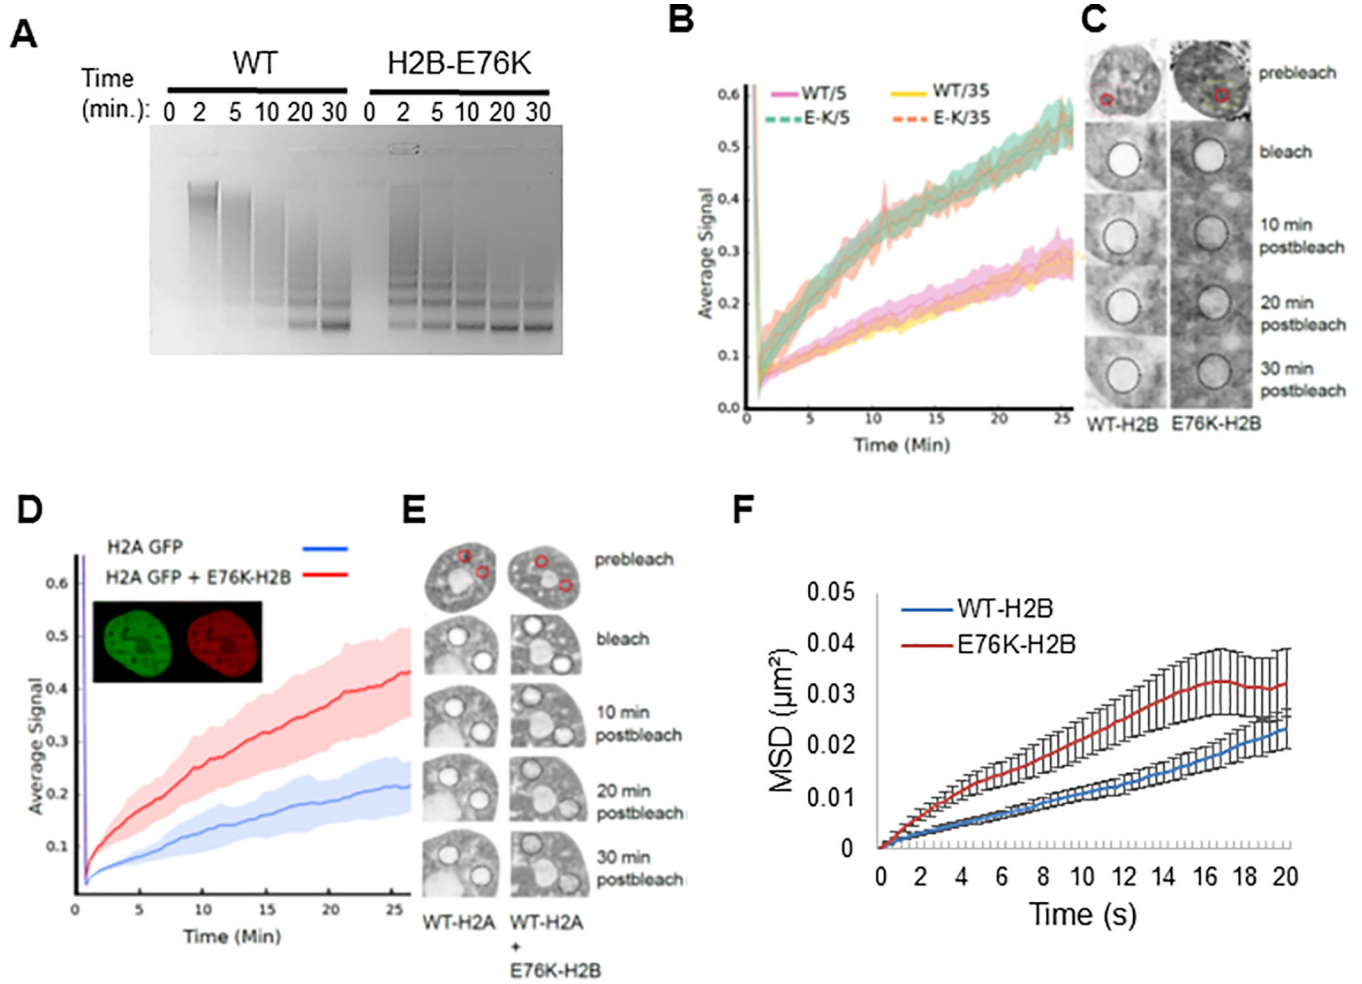 A
WT
H2B-E76K
Time
(min.):
0 2 5 10 20 30 0 2 5 10 20 30
B
WT/5
WT/35
E-K/5
E-K/35
Average Signal
0.6
0.5
0.4
0.3
0.2
0.1
0.0
0 5 10 15 20 25
Time (Min)
C
prebleach
bleach
10 min
postbleach
20 min
postbleach
30 min
postbleach
WT-H2B E76K-H2B
D
H2A GFP
H2A GFP + E76K-H2B
Average Signal
0.6
0.5
0.4
0.3
0.2
0.1
0 5 10 15 20 25
Time (Min)
E
prebleach
bleach
10 min
postbleach
20 min
postbleach
30 min
postbleach
WT-H2A
WT-H2A
+
E76K-H2B
F
WT-H2B
E76K-H2B
MSD (µm²)
0.05
0.04
0.03
0.02
0.01
0
0 2 4 6 8 10 12 14 16 18 20
Time (s)